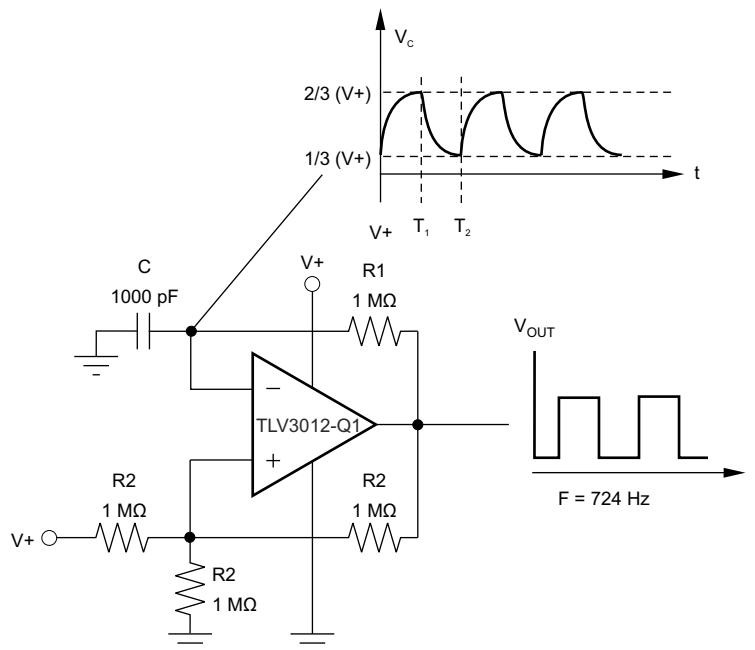 V_C
2/3 (V+)
1/3 (V+)
t
V+ T_1 T_2
C
1000 pF
V+
R1
1 MΩ
V_OUT
−
TLV3012-Q1
+
R2
1 MΩ
R2
1 MΩ
V+
R2
1 MΩ
F = 724 Hz